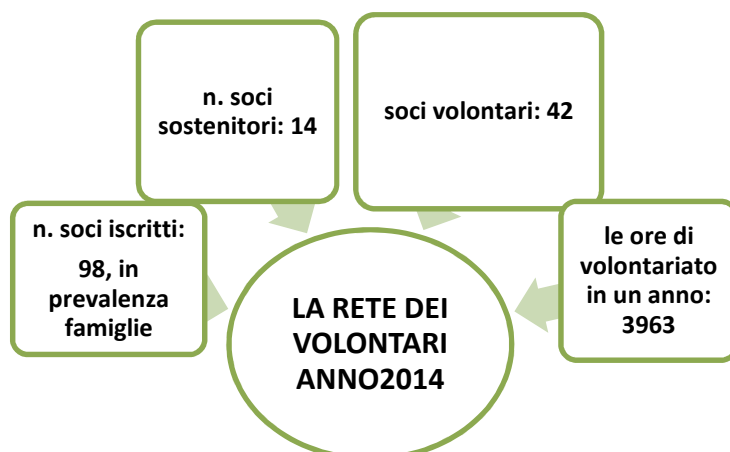 n. soci
sostenitori: 14
soci volontari: 42
n. soci iscritti:
98, in
prevalenza
famiglie
le ore di
volontariato
in un anno:
3963
LA RETE DEI
VOLONTARI
ANNO2014